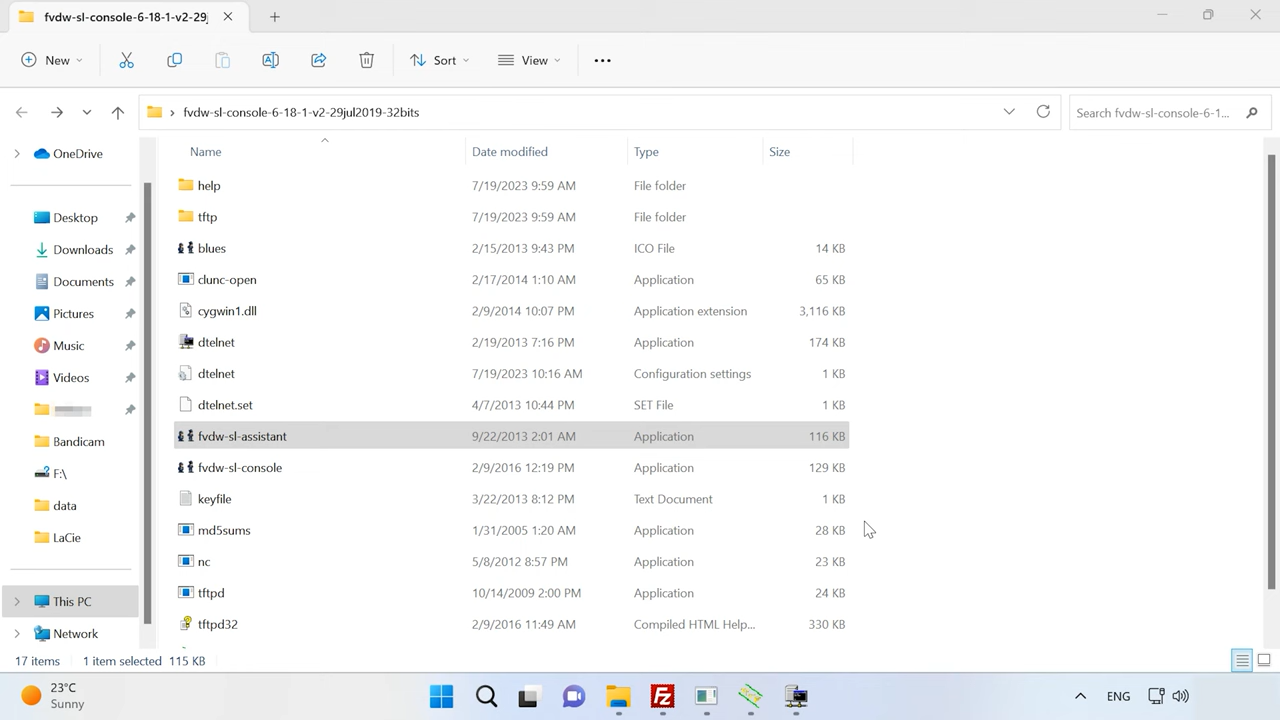 fvdw-sl-console-6-18-1-v2-29j
New
Sort
View
fvdw-sl-console-6-18-1-v2-29jul2019-32bits
Search fvdw-sl-console-6-1...
Name Date modified Type Size
OneDrive
Desktop
Downloads
Documents
Pictures
Music
Videos
Bandicam
F:\
data
LaCie
This PC
Network
help 7/19/2023 9:59 AM File folder
tftp 7/19/2023 9:59 AM File folder
blues 2/15/2013 9:43 PM ICO File 14 KB
clunc-open 2/17/2014 1:10 AM Application 65 KB
cygwin1.dll 2/9/2014 10:07 PM Application extension 3,116 KB
dtelnet 2/19/2013 7:16 PM Application 174 KB
dtelnet 7/19/2023 10:16 AM Configuration settings 1 KB
dtelnet.set 4/7/2013 10:44 PM SET File 1 KB
fvdw-sl-assistant 9/22/2013 2:01 AM Application 116 KB
fvdw-sl-console 2/9/2016 12:19 PM Application 129 KB
keyfile 3/22/2013 8:12 PM Text Document 1 KB
md5sums 1/31/2005 1:20 AM Application 28 KB
nc 5/8/2012 8:57 PM Application 23 KB
tftpd 10/14/2009 2:00 PM Application 24 KB
tftpd32 2/9/2016 11:49 AM Compiled HTML Help... 330 KB
17 items 1 item selected 115 KB
23°C
Sunny
Fz
ENG